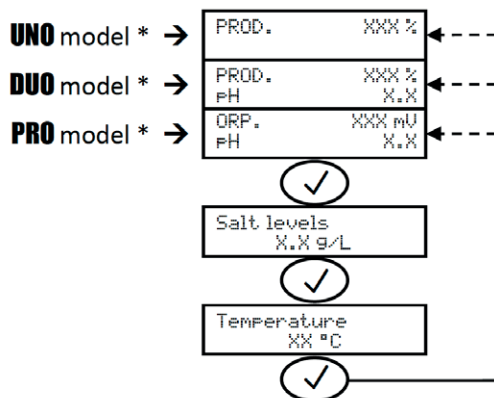 UNO model * → PROD. XXX %
DUO model * → PROD. XXX %
pH X.X
PRO model * → ORP. XXX mV
pH X.X
Salt levels
X.X g/L
Temperature
XX °C